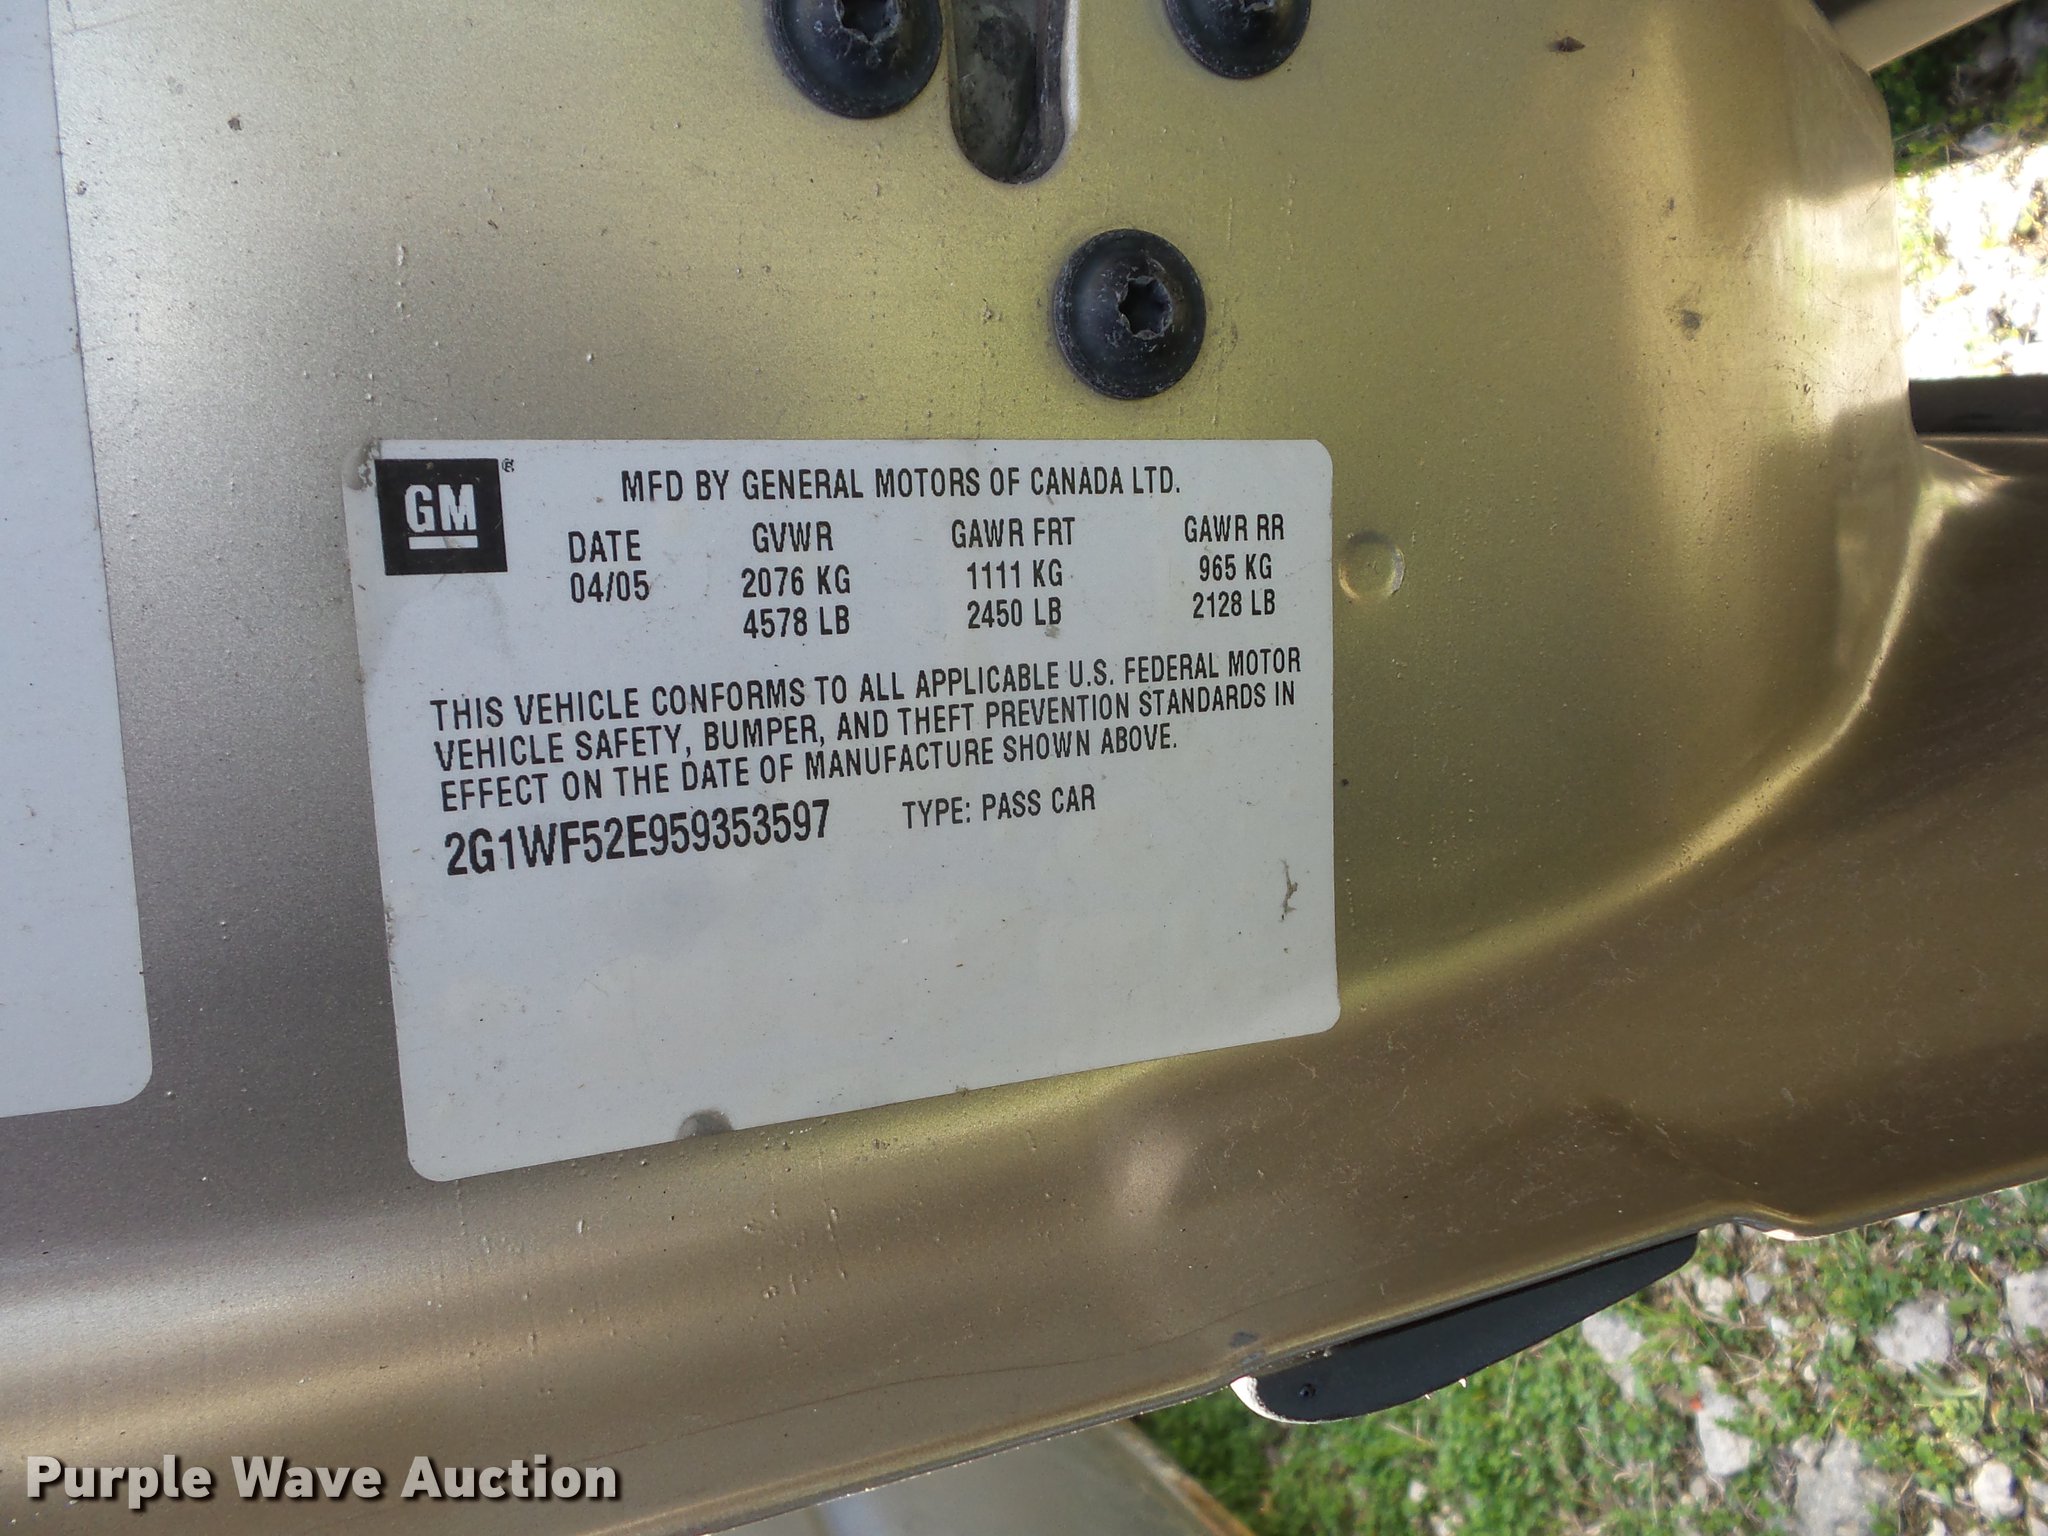 GM®
MFD BY GENERAL MOTORS OF CANADA LTD.
DATE GVWR GAWR FRT GAWR RR
04/05 2076 KG 1111 KG 965 KG
4578 LB 2450 LB 2128 LB
THIS VEHICLE CONFORMS TO ALL APPLICABLE U.S. FEDERAL MOTOR
VEHICLE SAFETY, BUMPER, AND THEFT PREVENTION STANDARDS IN
EFFECT ON THE DATE OF MANUFACTURE SHOWN ABOVE.
2G1WF52E959353597 TYPE: PASS CAR
Purple Wave Auction